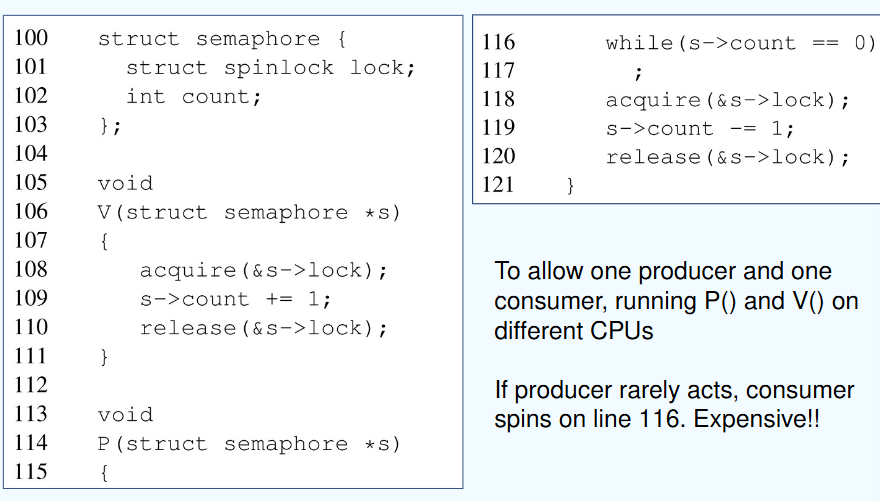 100    struct semaphore {
101      struct spinlock lock;
102      int count;
103    };
104
105    void
106    V(struct semaphore *s)
107    {
108       acquire(&s->lock);
109       s->count += 1;
110       release(&s->lock);
111    }
112
113    void
114    P(struct semaphore *s)
115    {
116       while(s->count == 0)
117         ;
118       acquire(&s->lock);
119       s->count -= 1;
120       release(&s->lock);
121    }
To allow one producer and one
consumer, running P() and V() on
different CPUs
If producer rarely acts, consumer
spins on line 116. Expensive!!